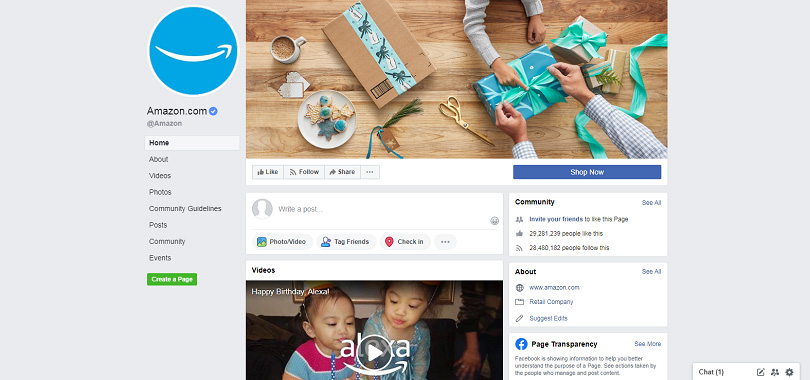 Amazon.com
@Amazon
Home
About
Videos
Photos
Community Guidelines
Posts
Community
Events
Create a Page
Like
Follow
Share
Shop Now
Write a post...
Photo/Video
Tag Friends
Check in
Videos
Happy Birthday, Alexa!
alexa
Community
See All
Invite your friends to like this Page
29,281,239 people like this
28,480,182 people follow this
About
See All
www.amazon.com
Retail Company
Suggest Edits
Page Transparency
See More
Facebook is showing information to help you better
understand the purpose of a Page. See actions taken by
the people who manage and post content.
Chat (1)